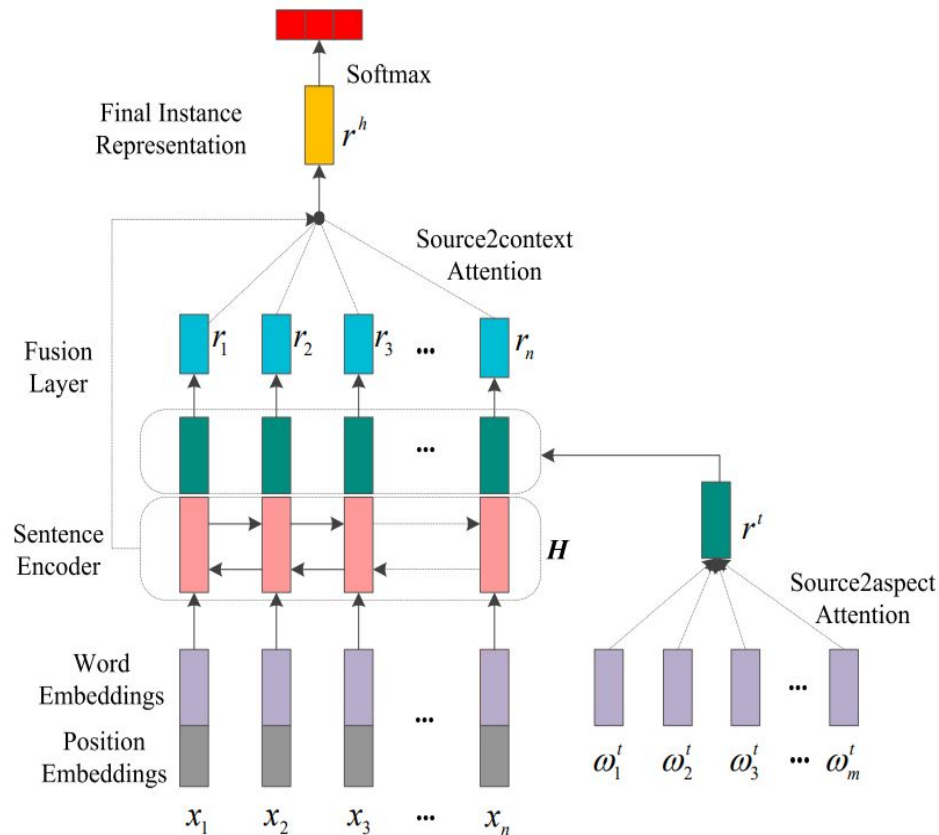 Softmax
Final Instance
Representation
r^h
Source2context
Attention
r_1
r_2
r_3
...
r_n
Fusion
Layer
...
Sentence
Encoder
H
r^t
Source2aspect
Attention
Word
Embeddings
...
...
Position
Embeddings
ω_1^t
ω_2^t
ω_3^t
...
ω_m^t
x_1
x_2
x_3
...
x_n